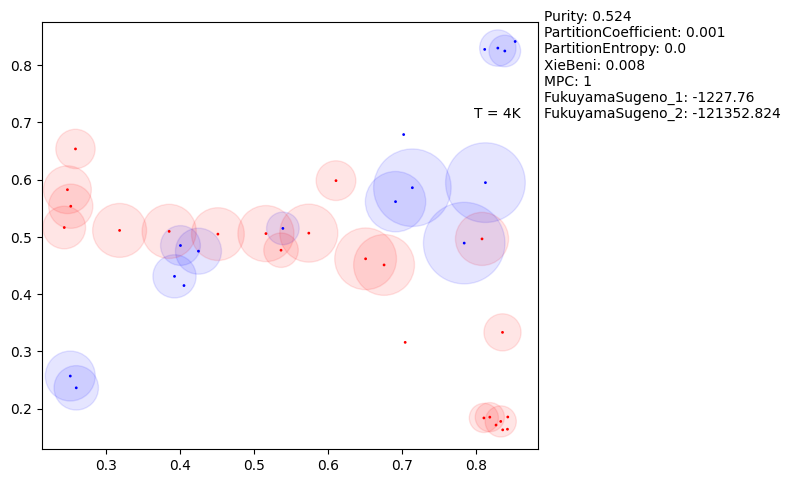 Purity: 0.524
PartitionCoefficient: 0.001
PartitionEntropy: 0.0
XieBeni: 0.008
MPC: 1
FukuyamaSugeno_1: -1227.76
FukuyamaSugeno_2: -121352.824
T = 4K
0.8
0.7
0.6
0.5
0.4
0.3
0.2
0.3 0.4 0.5 0.6 0.7 0.8